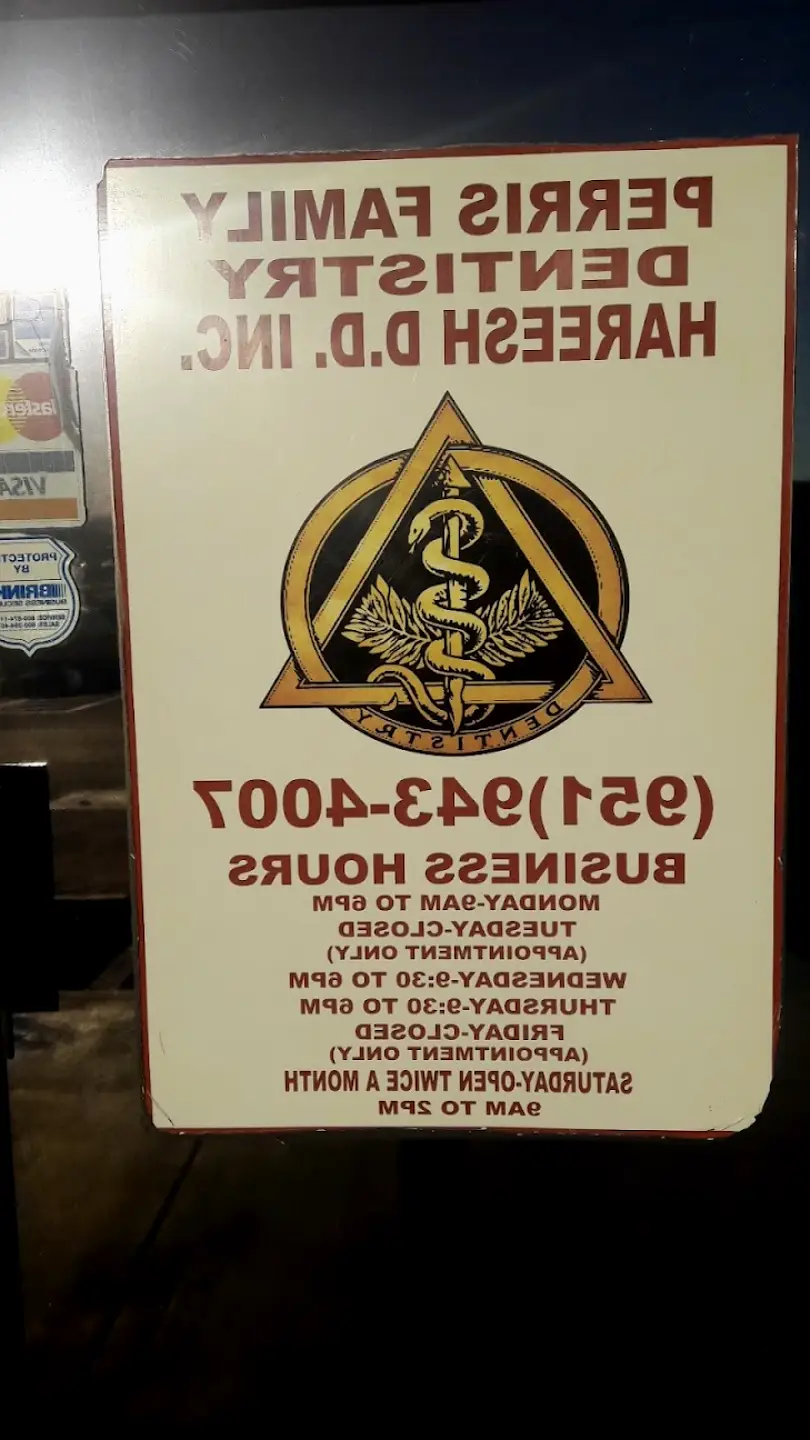 PERRIS FAMILY
DENTISTRY
HAREESH D.D. INC.
DENTISTRY
(951)943-4007
BUSINESS HOURS
MONDAY-9AM TO 6PM
TUESDAY-CLOSED
(APPOINTMENT ONLY)
WEDNESDAY-9:30 TO 6PM
THURSDAY-9:30 TO 6PM
FRIDAY-CLOSED
(APPOINTMENT ONLY)
SATURDAY-OPEN TWICE A MONTH
9AM TO 2PM
VISA
BY